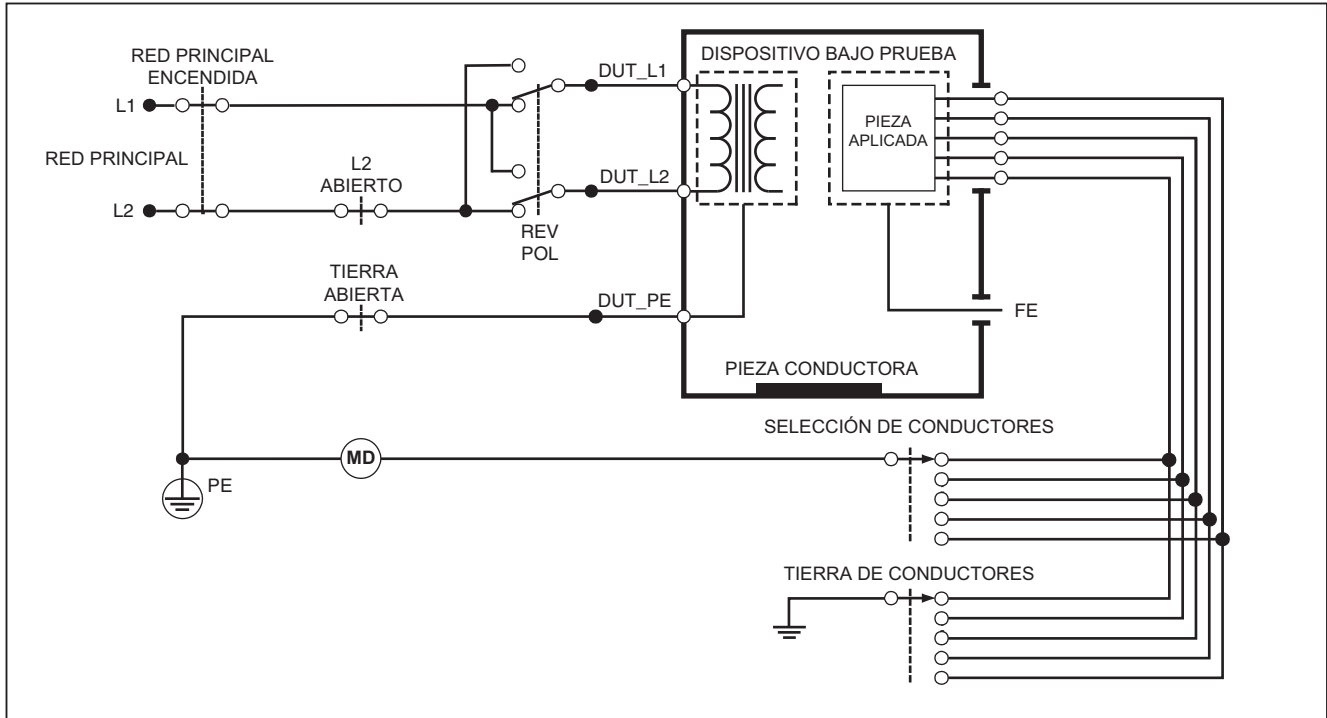 RED PRINCIPAL
ENCENDIDA
L1
RED PRINCIPAL
L2
L2
ABIERTO
REV
POL
DUT_L1
DUT_L2
DISPOSITIVO BAJO PRUEBA
PIEZA
APLICADA
TIERRA
ABIERTA
DUT_PE
FE
PIEZA CONDUCTORA
SELECCIÓN DE CONDUCTORES
MD
PE
TIERRA DE CONDUCTORES